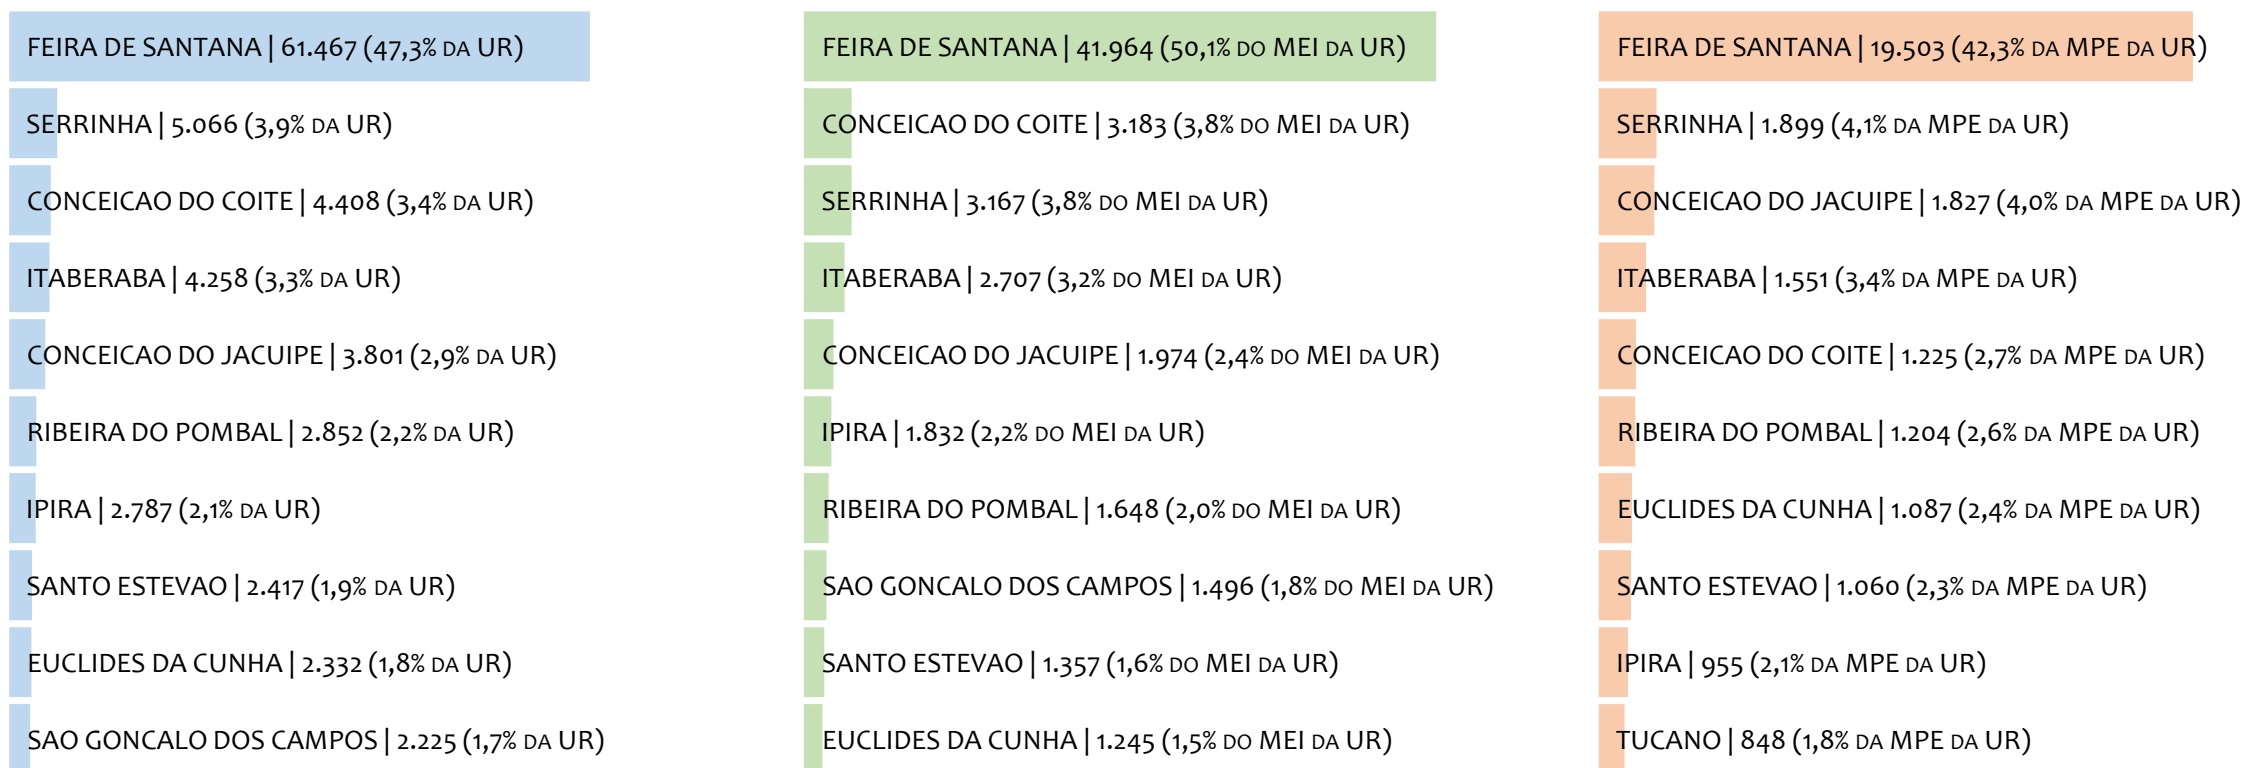 FEIRA DE SANTANA | 61.467 (47,3% DA UR)
SERRINHA | 5.066 (3,9% DA UR)
CONCEICAO DO COITE | 4.408 (3,4% DA UR)
ITABERABA | 4.258 (3,3% DA UR)
CONCEICAO DO JACUIPE | 3.801 (2,9% DA UR)
RIBEIRA DO POMBAL | 2.852 (2,2% DA UR)
IPIRA | 2.787 (2,1% DA UR)
SANTO ESTEVAO | 2.417 (1,9% DA UR)
EUCLIDES DA CUNHA | 2.332 (1,8% DA UR)
SAO GONCALO DOS CAMPOS | 2.225 (1,7% DA UR)
FEIRA DE SANTANA | 41.964 (50,1% DO MEI DA UR)
CONCEICAO DO COITE | 3.183 (3,8% DO MEI DA UR)
SERRINHA | 3.167 (3,8% DO MEI DA UR)
ITABERABA | 2.707 (3,2% DO MEI DA UR)
CONCEICAO DO JACUIPE | 1.974 (2,4% DO MEI DA UR)
IPIRA | 1.832 (2,2% DO MEI DA UR)
RIBEIRA DO POMBAL | 1.648 (2,0% DO MEI DA UR)
SAO GONCALO DOS CAMPOS | 1.496 (1,8% DO MEI DA UR)
SANTO ESTEVAO | 1.357 (1,6% DO MEI DA UR)
EUCLIDES DA CUNHA | 1.245 (1,5% DO MEI DA UR)
FEIRA DE SANTANA | 19.503 (42,3% DA MPE DA UR)
SERRINHA | 1.899 (4,1% DA MPE DA UR)
CONCEICAO DO JACUIPE | 1.827 (4,0% DA MPE DA UR)
ITABERABA | 1.551 (3,4% DA MPE DA UR)
CONCEICAO DO COITE | 1.225 (2,7% DA MPE DA UR)
RIBEIRA DO POMBAL | 1.204 (2,6% DA MPE DA UR)
EUCLIDES DA CUNHA | 1.087 (2,4% DA MPE DA UR)
SANTO ESTEVAO | 1.060 (2,3% DA MPE DA UR)
IPIRA | 955 (2,1% DA MPE DA UR)
TUCANO | 848 (1,8% DA MPE DA UR)